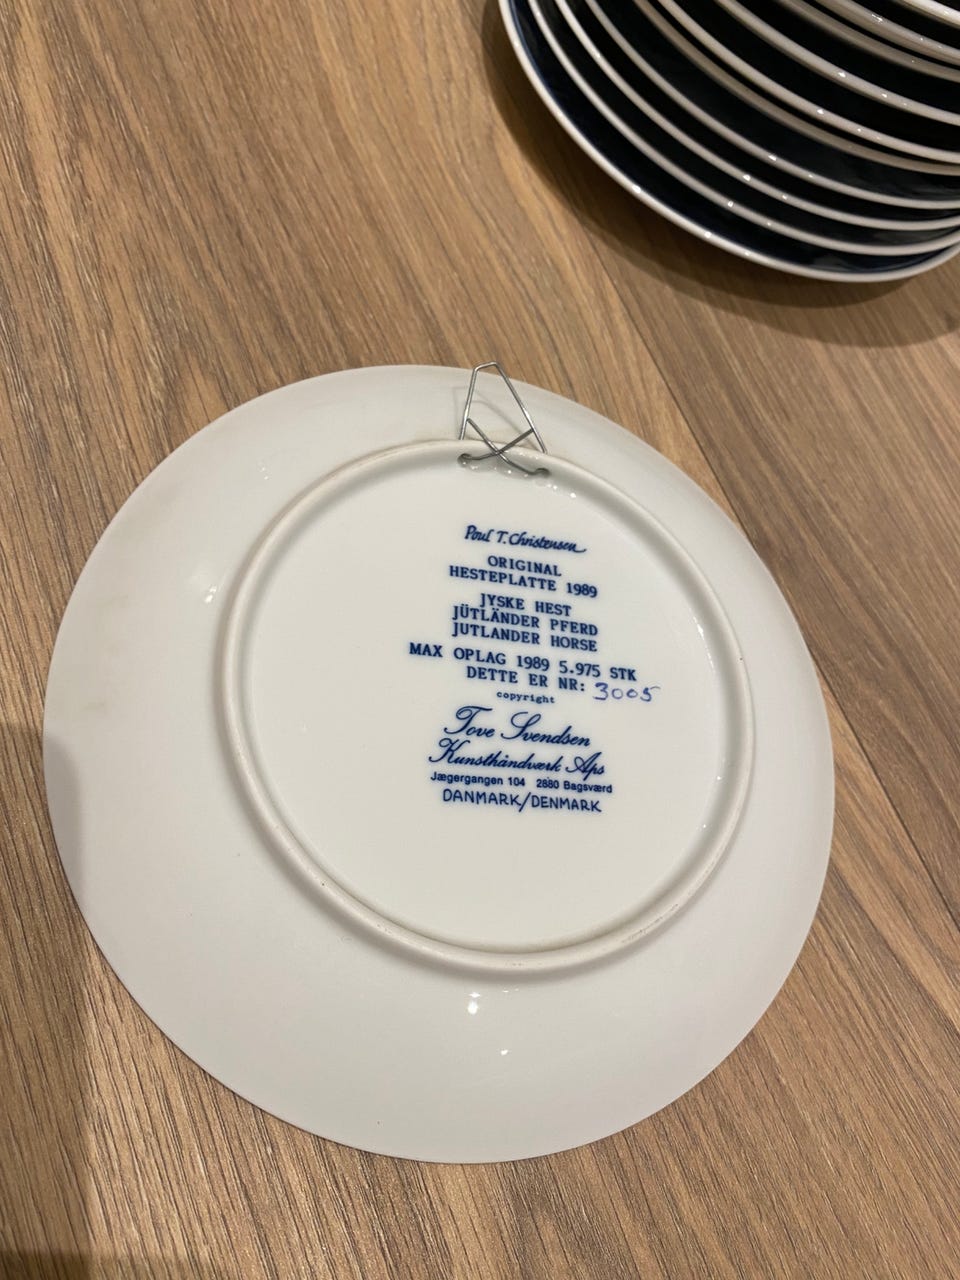 Poul T. Christensen
ORIGINAL
HESTEPLATTE 1989
JYSKE HEST
JÜTLÄNDER PFERD
JUTLANDER HORSE
MAX OPLAG 1989 5.975 STK
DETTE ER NR: 3005
copyright
Tove Svendsen
Kunsthåndværk Aps
Jægergangen 104 2880 Bagsværd
DANMARK/DENMARK